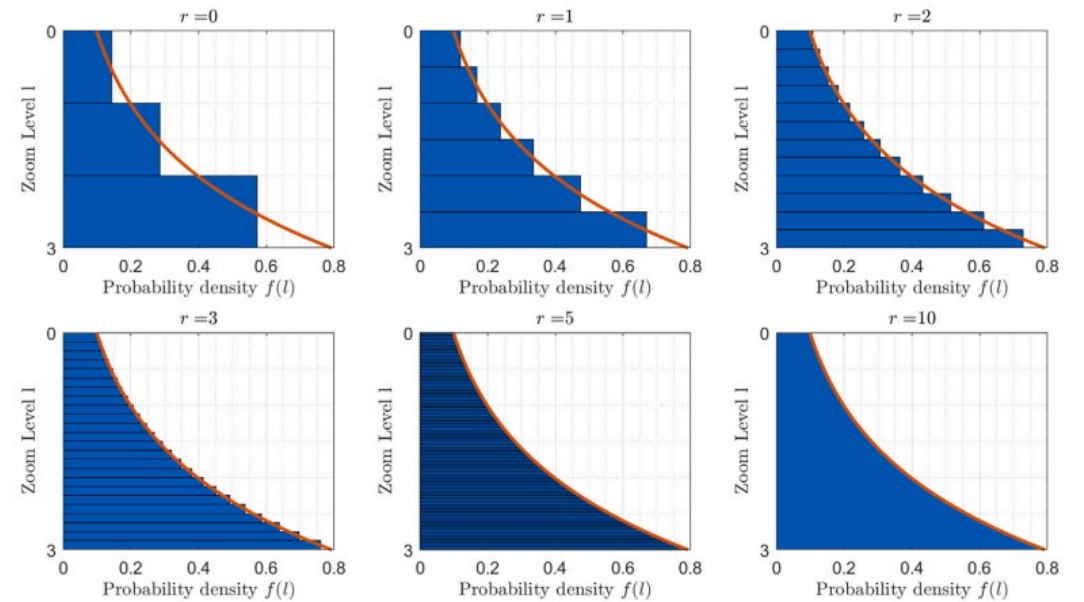 r =0
0
Zoom Level l
3
0 0.2 0.4 0.6 0.8
Probability density f(l)
r =1
0
Zoom Level l
3
0 0.2 0.4 0.6 0.8
Probability density f(l)
r =2
0
Zoom Level l
3
0 0.2 0.4 0.6 0.8
Probability density f(l)
r =3
0
Zoom Level l
3
0 0.2 0.4 0.6 0.8
Probability density f(l)
r =5
0
Zoom Level l
3
0 0.2 0.4 0.6 0.8
Probability density f(l)
r =10
0
Zoom Level l
3
0 0.2 0.4 0.6 0.8
Probability density f(l)